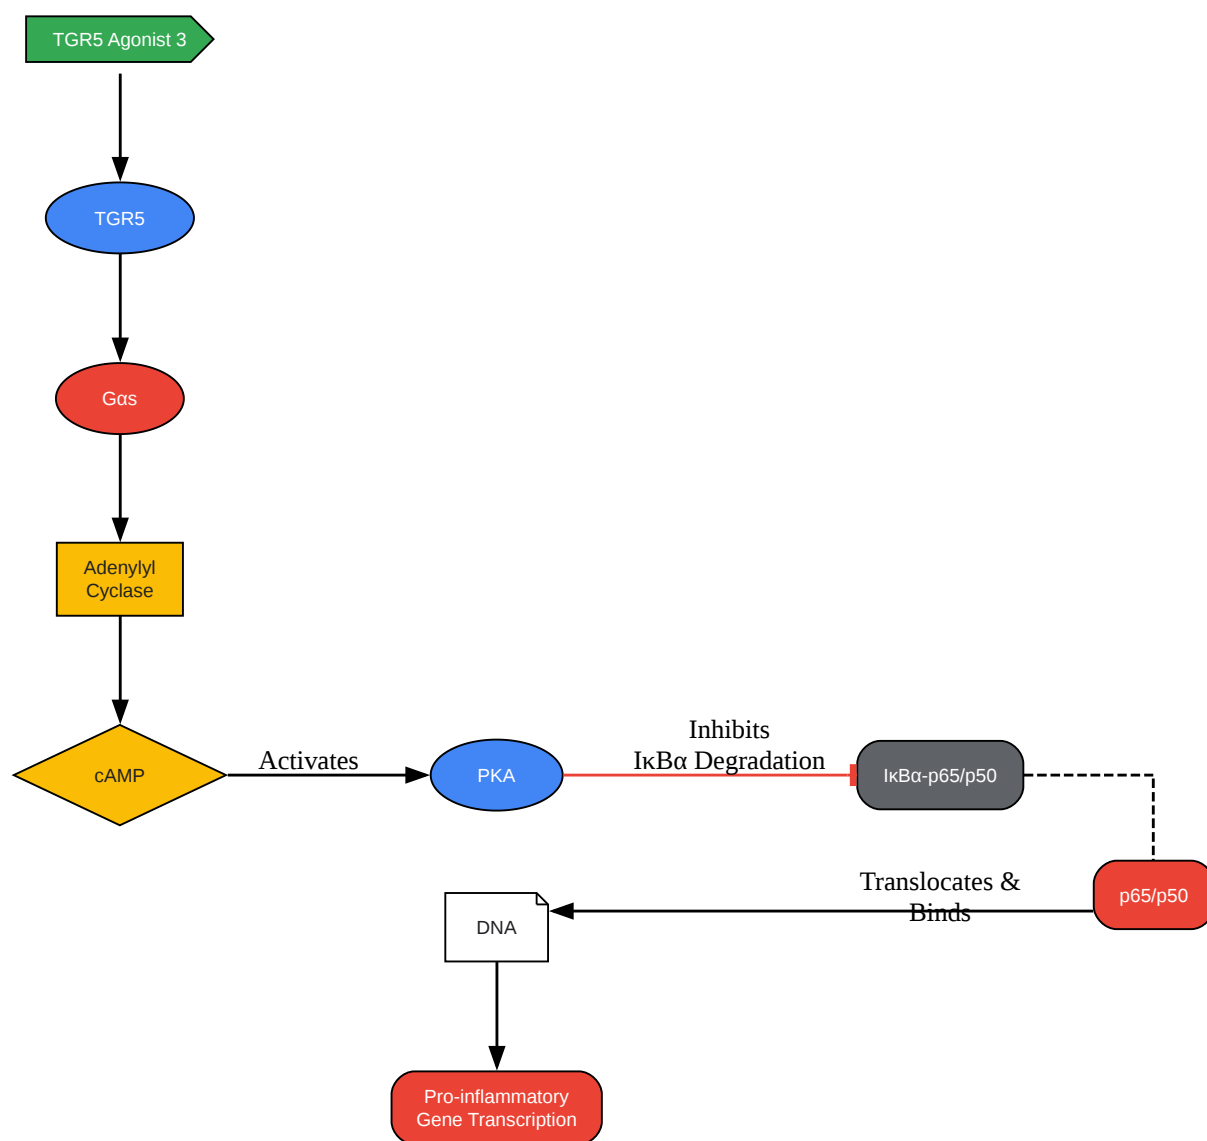 TGR5 Agonist 3
TGR5
Gαs
Adenylyl
Cyclase
cAMP
Activates
PKA
Inhibits
IκBα Degradation
IκBα-p65/p50
p65/p50
Translocates &
Binds
DNA
Pro-inflammatory
Gene Transcription